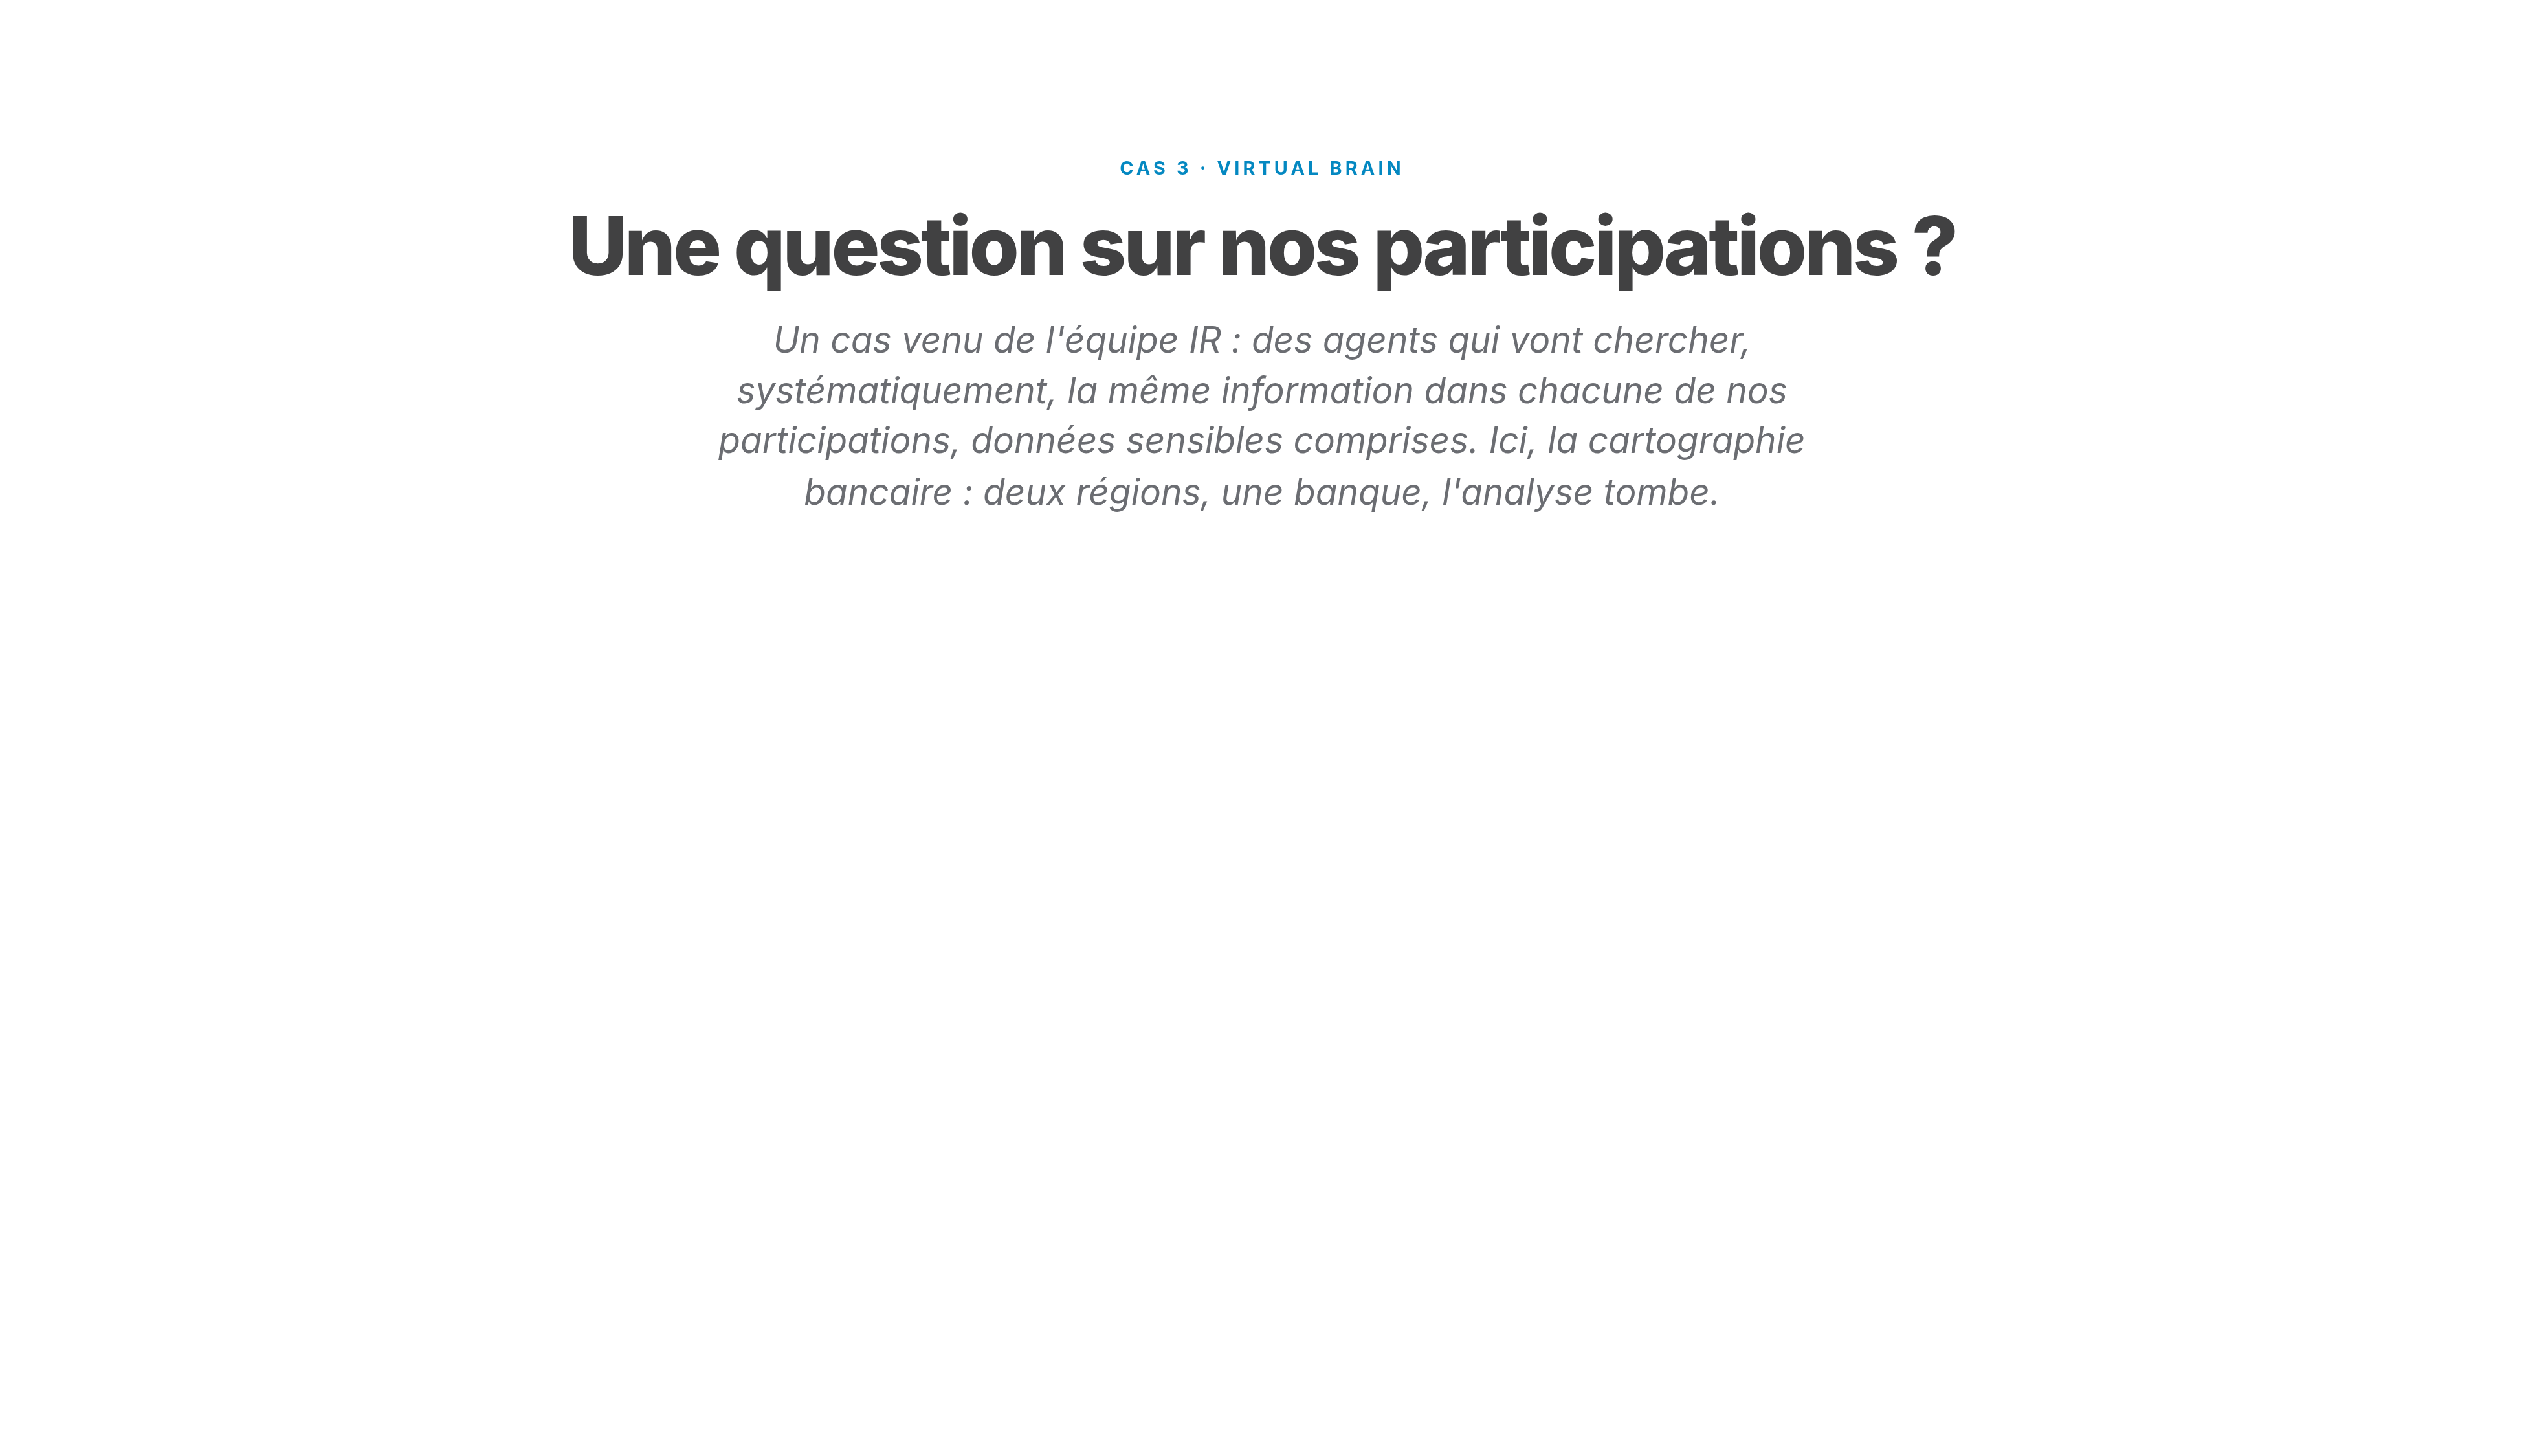 CAS 3 · VIRTUAL BRAIN
Une question sur nos participations ?
Un cas venu de l'équipe IR : des agents qui vont chercher,
systématiquement, la même information dans chacune de nos
participations, données sensibles comprises. Ici, la cartographie
bancaire : deux régions, une banque, l'analyse tombe.